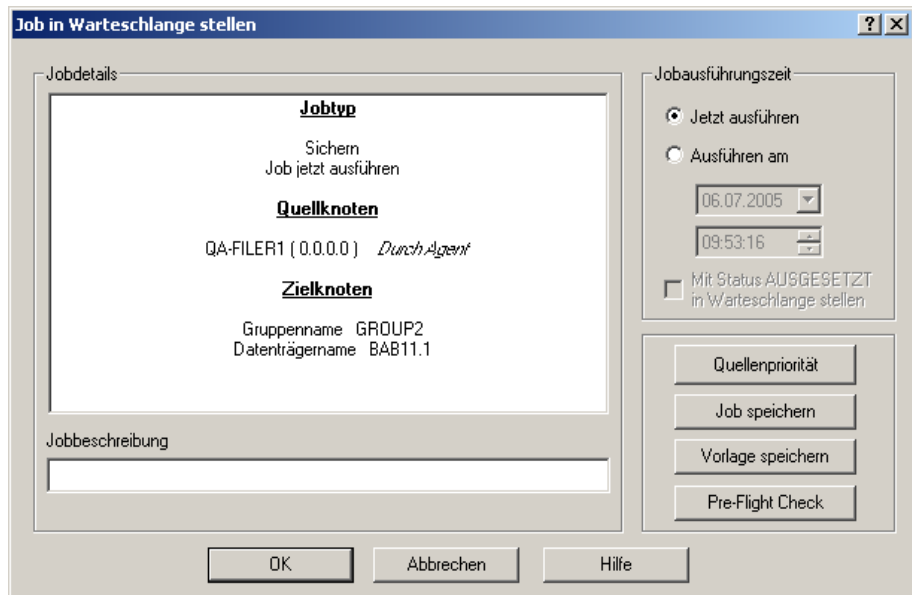 Job in Warteschlange stellen
Jobdetails
Jobtyp
Sichern
Job jetzt ausführen
Quellknoten
QA-FILER1 ( 0.0.0.0 ) Durch Agent
Zielknoten
Gruppenname GROUP2
Datenträgername BAB11.1
Jobbeschreibung
Jobausführungszeit
Jetzt ausführen
Ausführen am
06.07.2005
09:53:16
Mit Status AUSGESETZT
in Warteschlange stellen
Quellenpriorität
Job speichern
Vorlage speichern
Pre-Flight Check
OK
Abbrechen
Hilfe